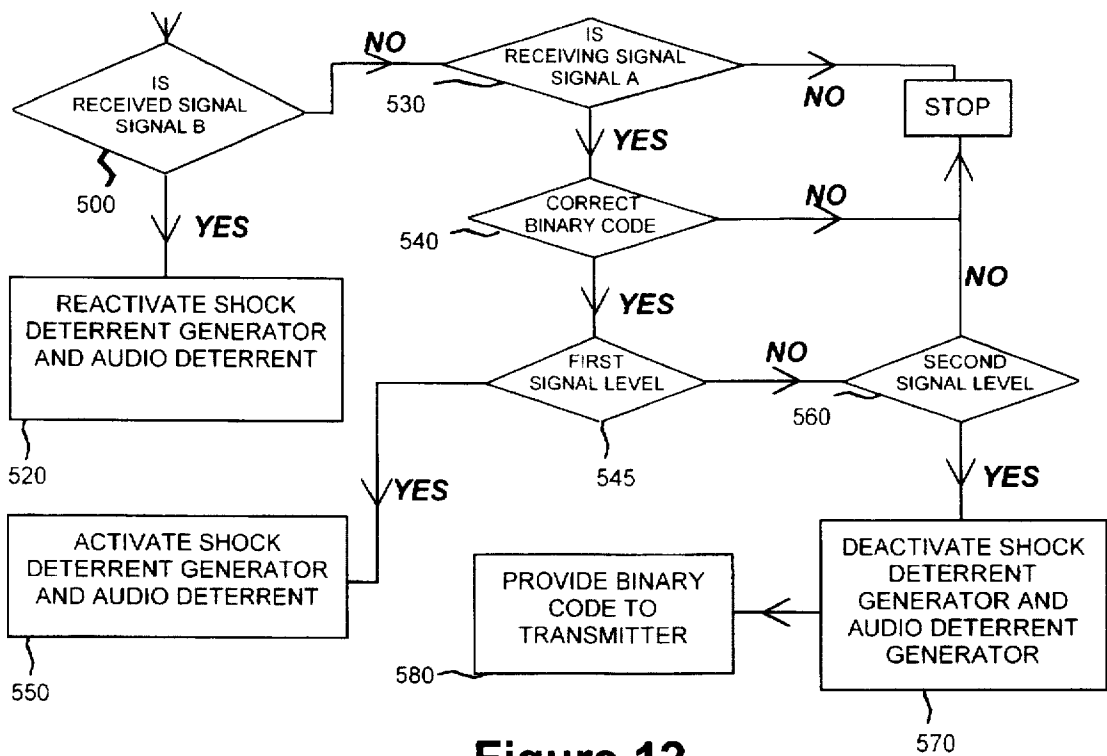 IS
RECEIVED SIGNAL
SIGNAL B
NO
IS
RECEIVING SIGNAL
SIGNAL A
530
NO
STOP
500
YES
YES
CORRECT
BINARY CODE
540
NO
NO
REACTIVATE SHOCK
DETERRENT GENERATOR
AND AUDIO DETERRENT
520
YES
FIRST
SIGNAL LEVEL
545
NO
SECOND
SIGNAL LEVEL
560
YES
YES
ACTIVATE SHOCK
DETERRENT GENERATOR
AND AUDIO DETERRENT
550
PROVIDE BINARY
CODE TO
TRANSMITTER
580
DEACTIVATE SHOCK
DETERRENT
GENERATOR AND
AUDIO DETERRENT
GENERATOR
570
Figure 12